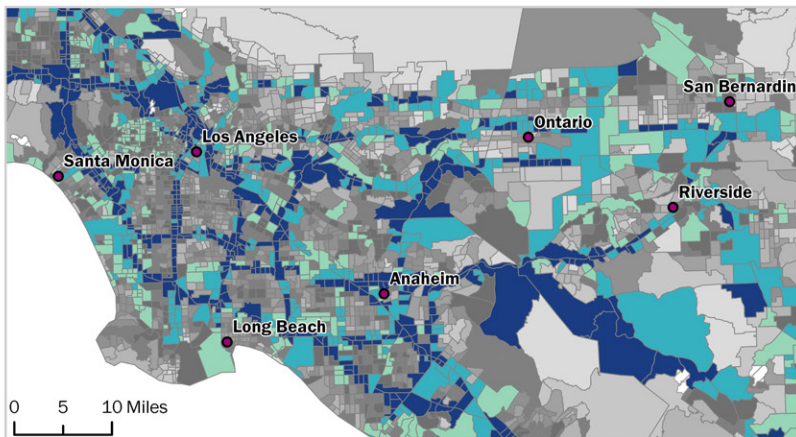 San Bernardin
Ontario
Los Angeles
Santa Monica
Riverside
Anaheim
Long Beach
0 5 10 Miles